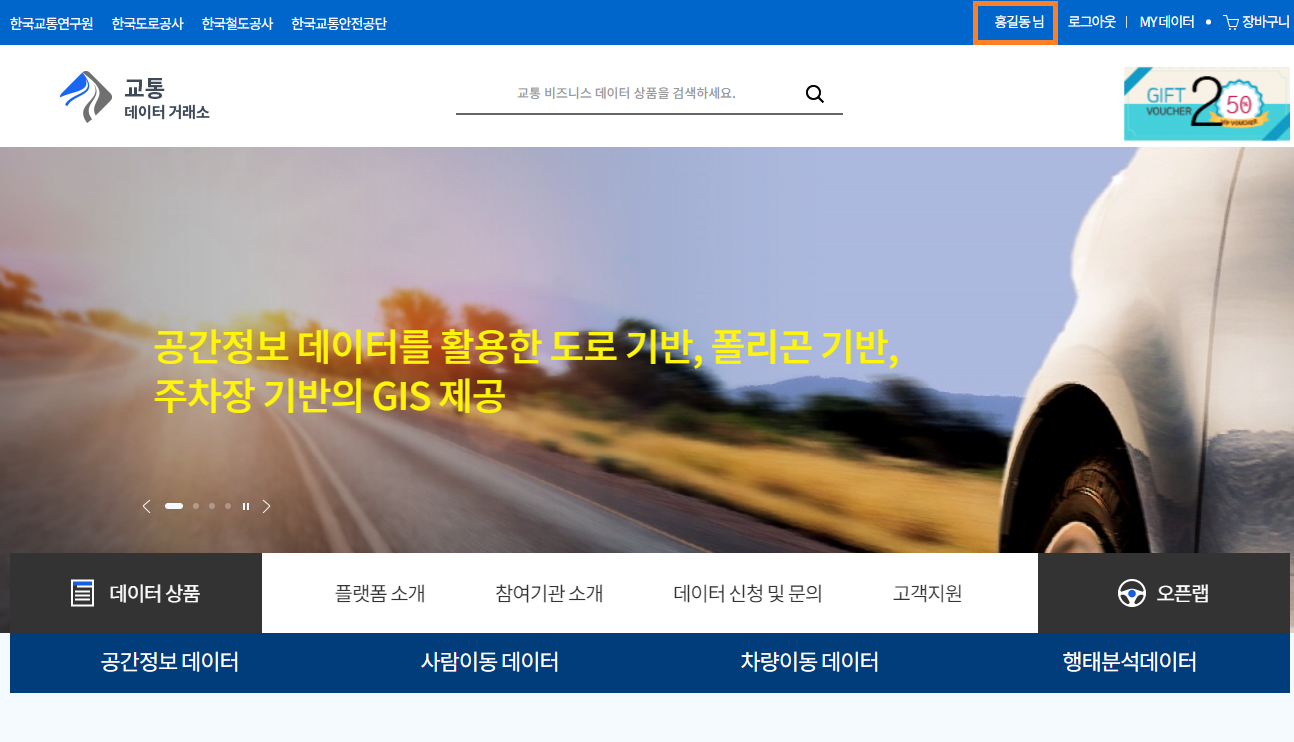 한국교통연구원 한국도로공사 한국철도공사 한국교통안전공단 홍길동 님 로그아웃 MY 데이터 장바구니
교통
데이터 거래소
교통 비즈니스 데이터 상품을 검색하세요.
GIFT
VOUCHER
2
50
공간정보 데이터를 활용한 도로 기반, 폴리곤 기반,
주차장 기반의 GIS 제공
데이터 상품 플랫폼 소개 참여기관 소개 데이터 신청 및 문의 고객지원 오픈랩
공간정보 데이터 사람이동 데이터 차량이동 데이터 행태분석데이터